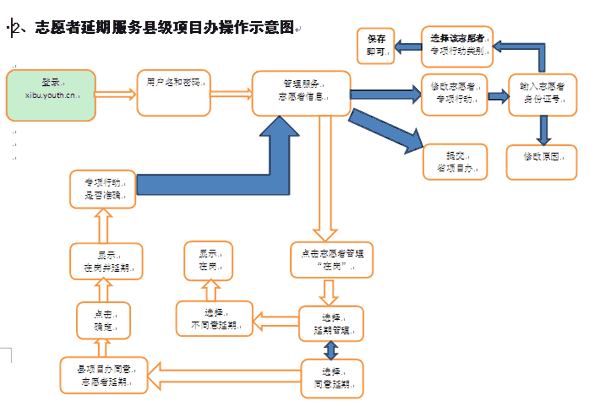 2、志愿者延期服务县级项目办操作示意图
保存
即可.
选择该志愿者.
专项行动类别.
登录.
xibu.youth.cn.
用户名和密码.
管理服务.
志愿者信息.
修改志愿者.
专项行动.
输入志愿者
身份证号.
提交.
省项目办.
修改原因.
专项行动.
是否准确.
显示.
在岗并延期.
显示.
在岗.
点击志愿者管理
“在岗”.
点击.
确定.
选择.
不同意延期.
选择.
延期管理.
县项目办同意.
志愿者延期.
选择.
同意延期.